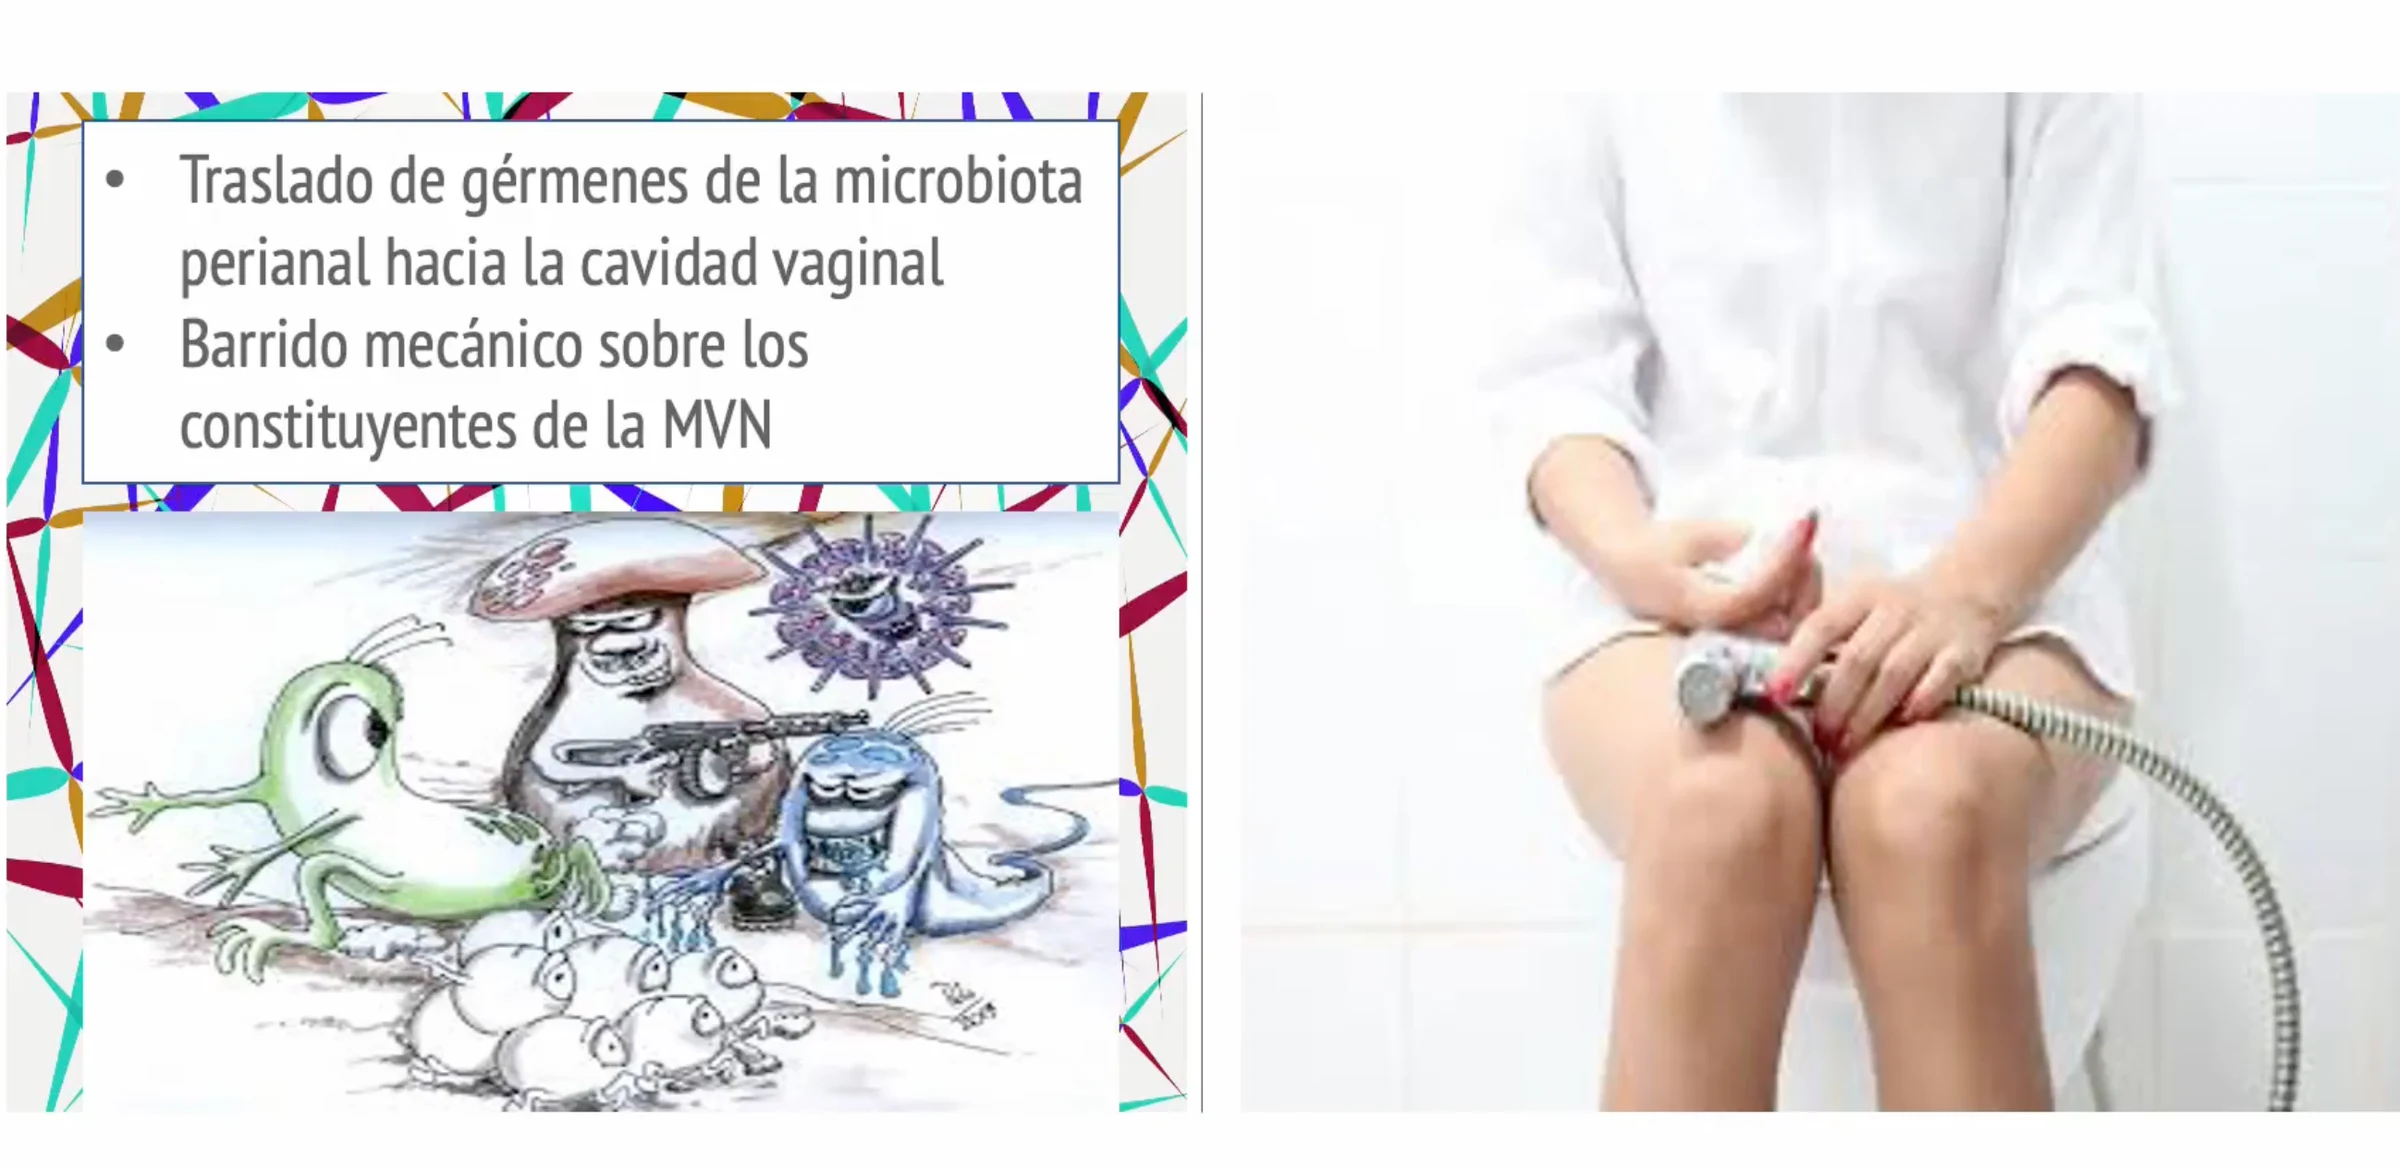 • Traslado de gérmenes de la microbiota
perianal hacia la cavidad vaginal
• Barrido mecánico sobre los
constituyentes de la MVN